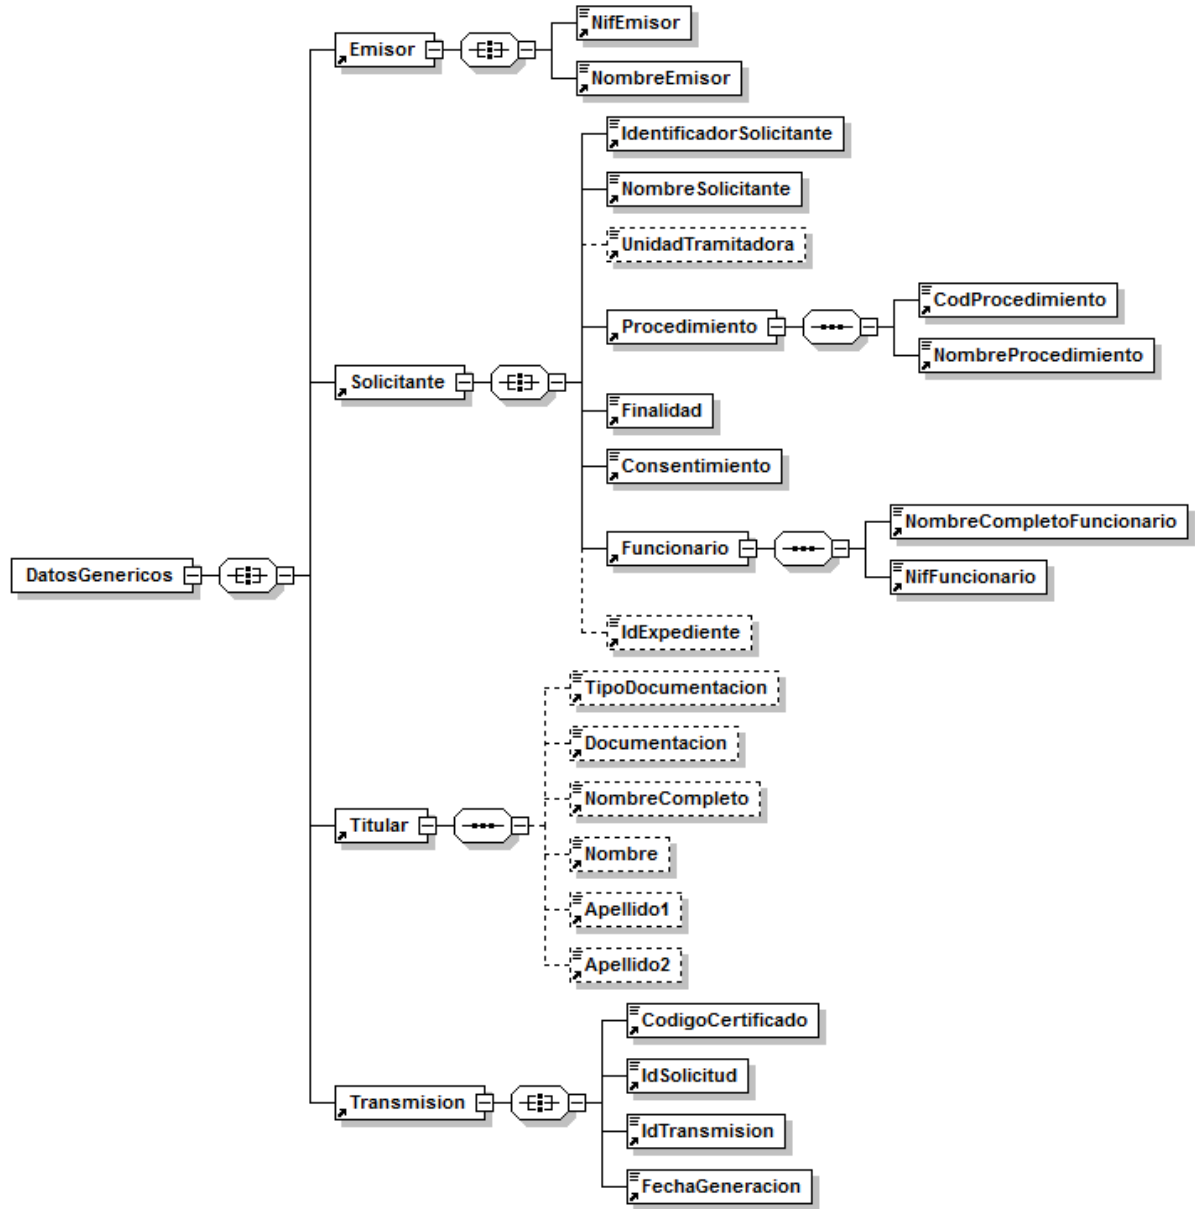 NifEmisor
Emisor
NombreEmisor
IdentificadorSolicitante
NombreSolicitante
UnidadTramitadora
CodProcedimiento
Procedimiento
NombreProcedimiento
Solicitante
Finalidad
Consentimiento
NombreCompletoFuncionario
Funcionario
DatosGenericos
NifFuncionario
IdExpediente
TipoDocumentacion
Documentacion
NombreCompleto
Titular
Nombre
Apellido1
Apellido2
CodigoCertificado
IdSolicitud
Transmision
IdTransmision
FechaGeneracion